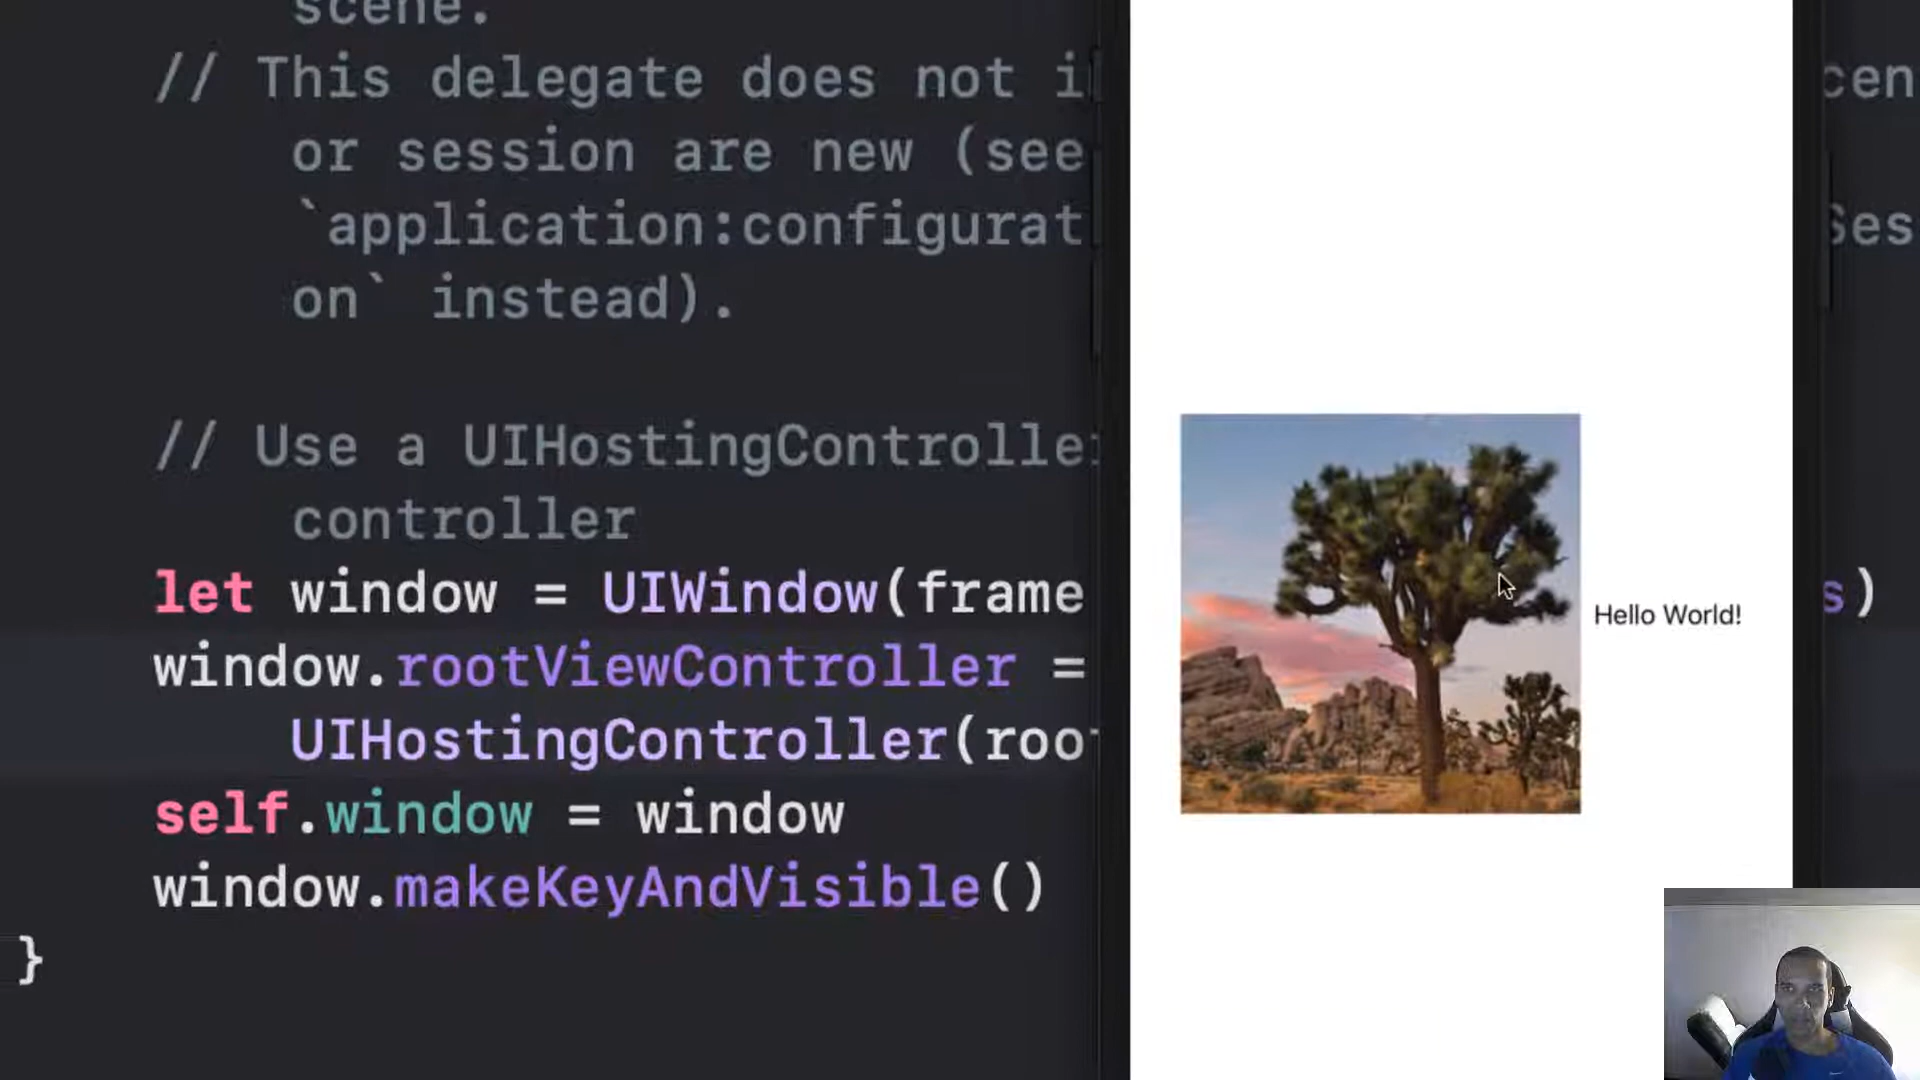 scene.
// This delegate does not i
or session are new (see
`application:configurat
on` instead).
// Use a UIHostingControlle
controller
let window = UIWindow(frame
window.rootViewController =
UIHostingController(roo
self.window = window
window.makeKeyAndVisible()
}
Hello World!
cen
Ses
s)